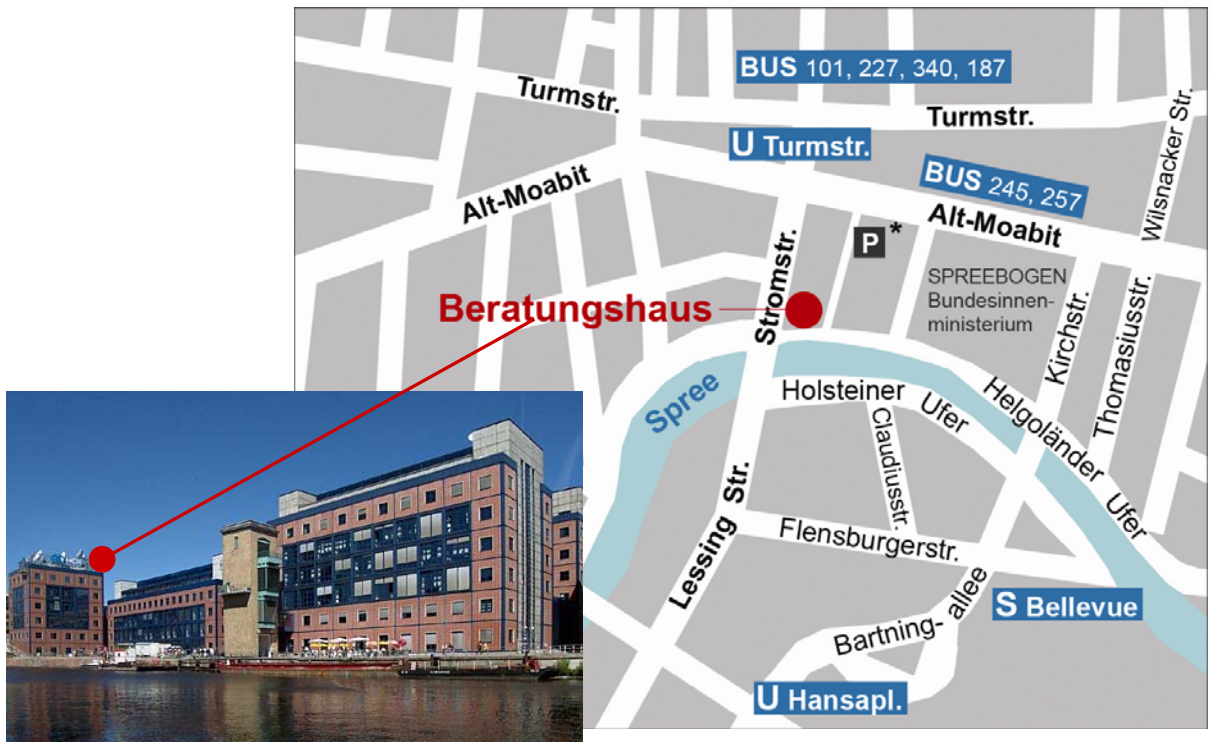 BUS 101, 227, 340, 187
Turmstr.
Turmstr.
U Turmstr.
Wilsnacker Str.
BUS 245, 257
Alt-Moabit
Alt-Moabit
P *
Stromstr.
SPREEBOGEN
Bundesinnen-
ministerium
Beratungshaus
Kirchstr.
Thomasiusstr.
Spree
Holsteiner Ufer
Helgoländer Ufer
Claudiusstr.
Lessing Str.
Flensburgerstr.
S Bellevue
Bartning-
allee
U Hansapl.